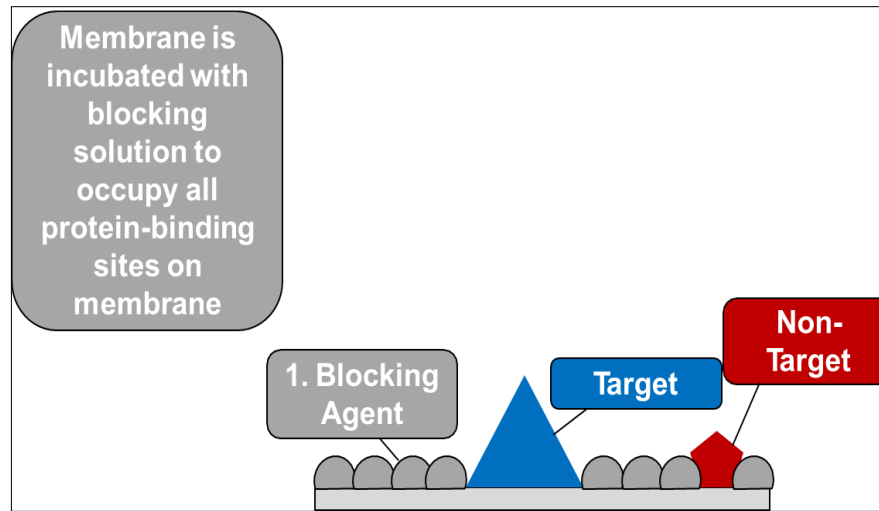 Membrane is
incubated with
blocking
solution to
occupy all
protein-binding
sites on
membrane
1. Blocking
Agent
Target
Non-
Target